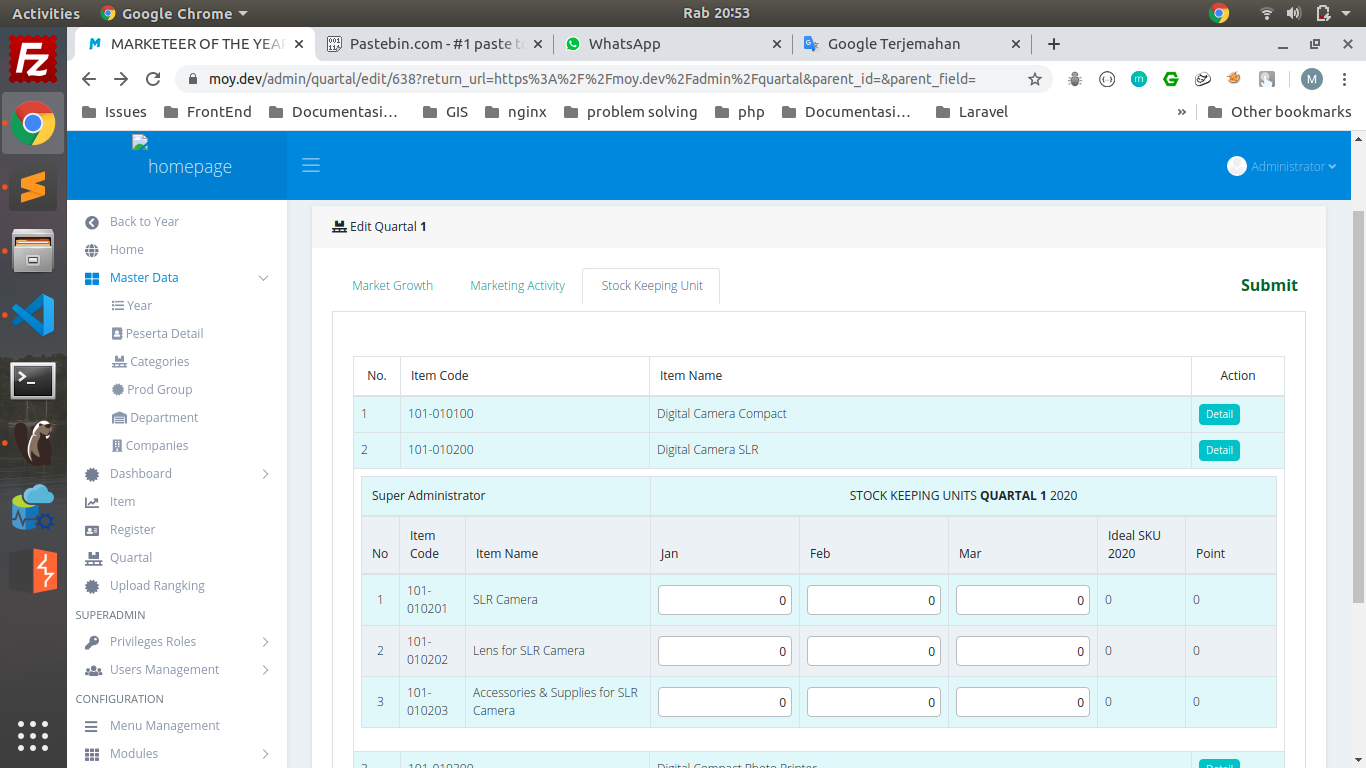 Activities
Google Chrome
Rab 20:53
MARKETEER OF THE YEA
Pastebin.com - #1 paste t
WhatsApp
Google Terjemahan
moy.dev/admin/quartal/edit/638?return_url=https%3A%2F%2Fmoy.dev%2Fadmin%2Fquartal&parent_id=&parent_field=
M
Issues
FrontEnd
Documentasi...
GIS
nginx
problem solving
php
Documentasi...
Laravel
»
Other bookmarks
homepage
Administrator
Back to Year
Home
Master Data
Year
Peserta Detail
Categories
Prod Group
Department
Companies
Dashboard
Item
Register
Quartal
Upload Rangking
SUPERADMIN
Privileges Roles
Users Management
CONFIGURATION
Menu Management
Modules
Edit Quartal 1
Market Growth
Marketing Activity
Stock Keeping Unit
Submit
No. Item Code Item Name Action
1 101-010100 Digital Camera Compact Detail
2 101-010200 Digital Camera SLR Detail
Super Administrator STOCK KEEPING UNITS QUARTAL 1 2020
No Item Code Item Name Jan Feb Mar Ideal SKU 2020 Point
1 101-010201 SLR Camera 0 0 0 0 0
2 101-010202 Lens for SLR Camera 0 0 0 0 0
3 101-010203 Accessories & Supplies for SLR Camera 0 0 0 0 0
3 101-010300 Digital Compact Photo Printer Detail